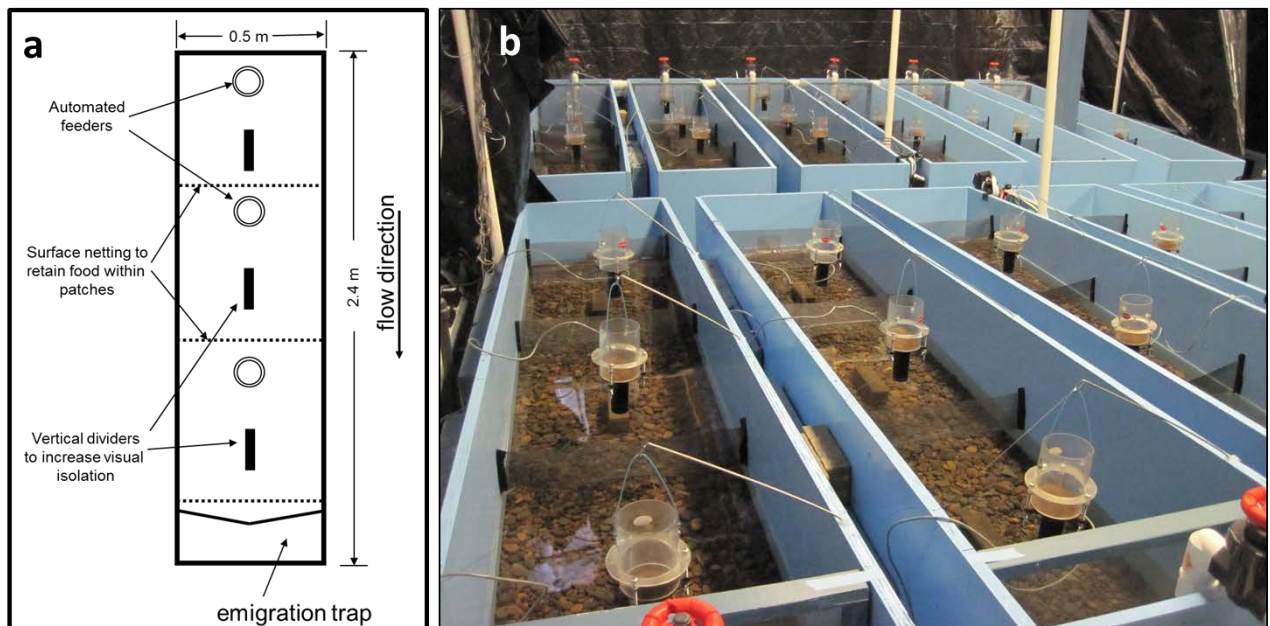 a
0.5 m
Automated
feeders
Surface netting to
retain food within
patches
2.4 m
flow direction
Vertical dividers
to increase visual
isolation
emigration trap
b